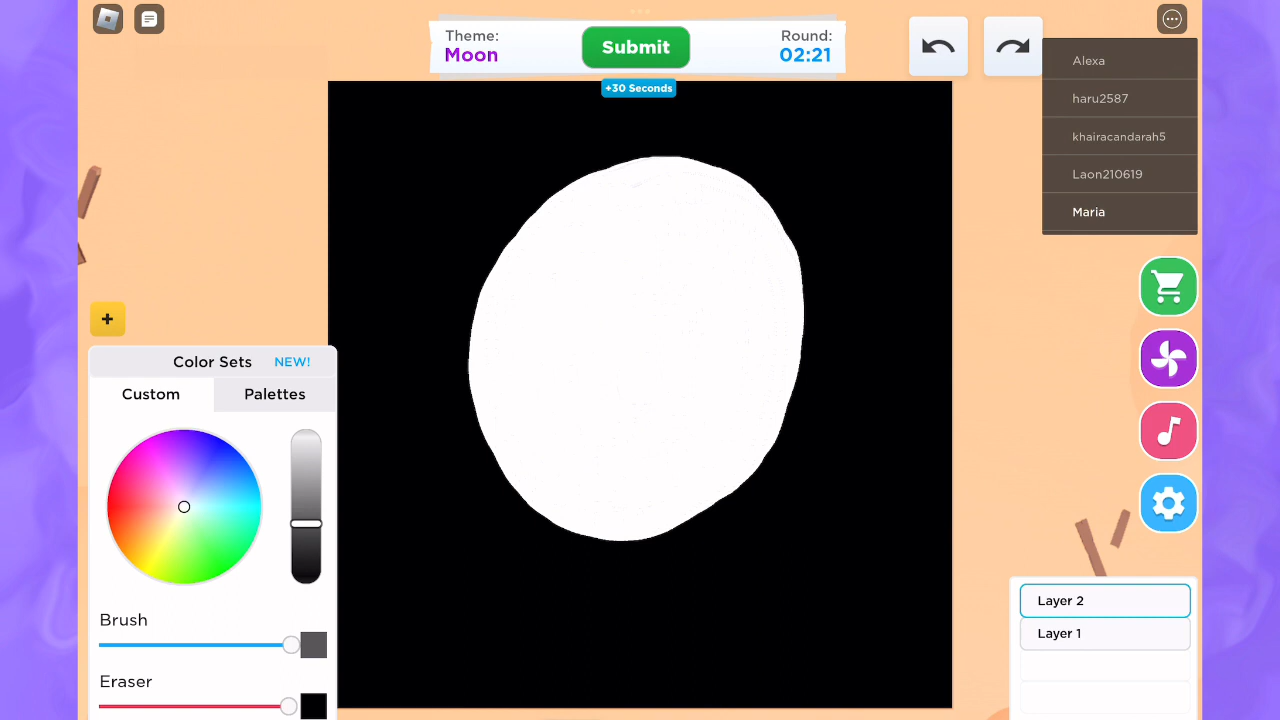 Theme:
Moon
Submit
Round:
02:21
+30 Seconds
Alexa
haru2587
khairacandarah5
Laon210619
Maria
+
Color Sets NEW!
Custom Palettes
Brush
Eraser
Layer 2
Layer 1